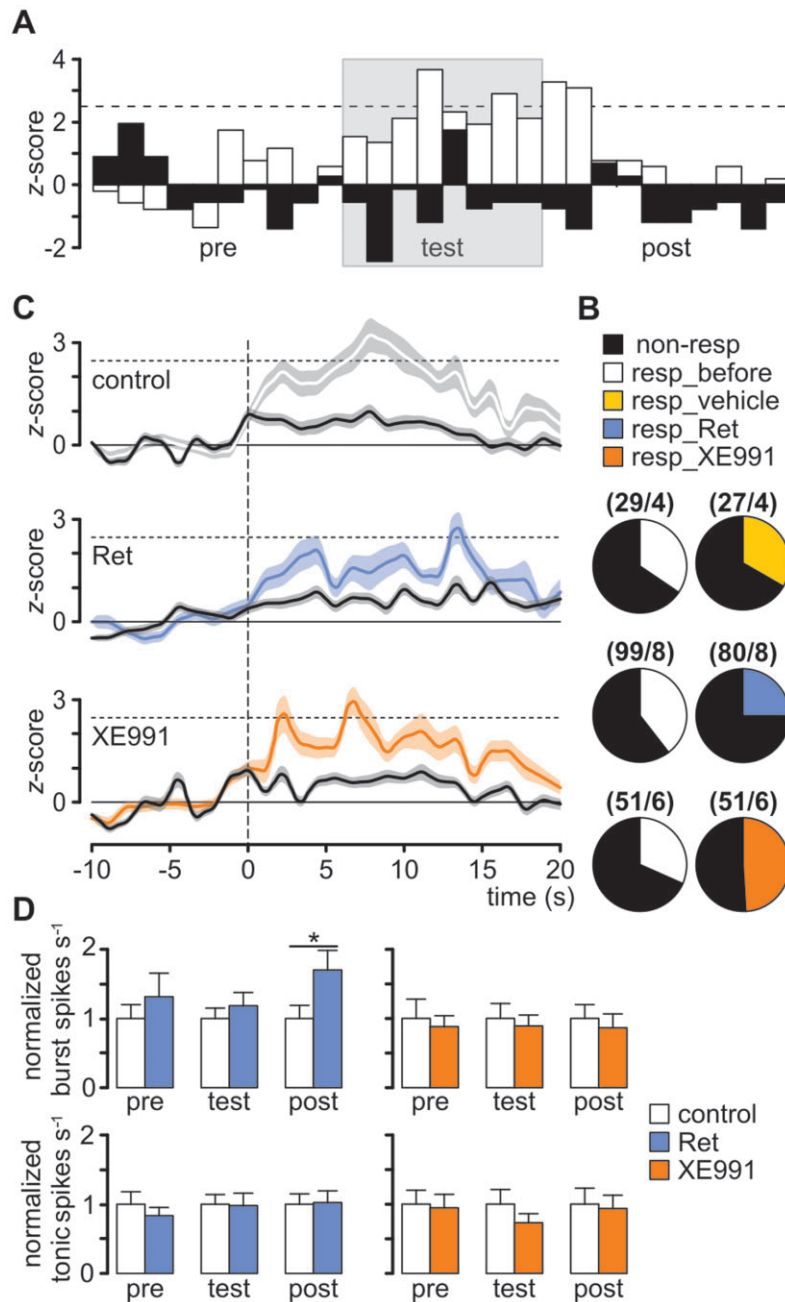 A
4
2
0
-2
z-score
pre
test
post
C
B
3
0
z-score
control
non-resp
resp_before
resp_vehicle
resp_Ret
resp_XE991
(29/4)
(27/4)
3
0
z-score
Ret
(99/8)
(80/8)
3
0
z-score
XE991
(51/6)
(51/6)
-10
-5
0
5
10
15
20
time (s)
D
normalized
burst spikes s-1
2
1
0
*
pre
test
post
pre
test
post
control
Ret
XE991
normalized
tonic spikes s-1
2
1
0
pre
test
post
pre
test
post